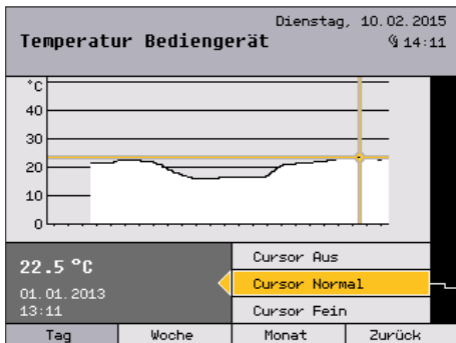 Dienstag, 10.02.2015
Temperatur Bediengerät
14:11
°C
40
30
20
10
0
22.5 °C
01.01.2013
13:11
Cursor Aus
Cursor Normal
Cursor Fein
Tag Woche Monat Zurück